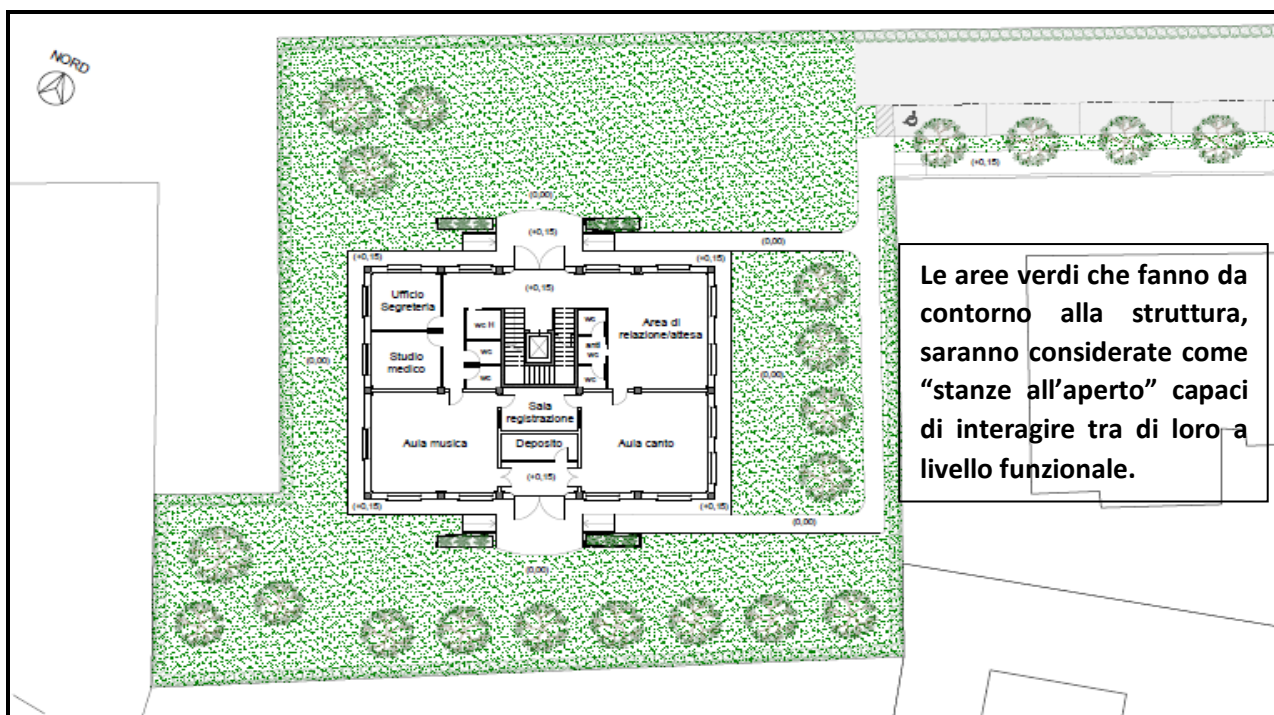 NORD
(+0,15)
(0,00)
(+0,15)
(0,00)
(+0,15)
(+0,15)
(+0,15)
Ufficio
Segreteria
wc H
wc
Area di
relazione/attesa
Le aree verdi che fanno da
contorno alla struttura,
saranno considerate come
“stanze all’aperto” capaci
di interagire tra di loro a
livello funzionale.
(0,00)
Studio
medico
wc
anti
wc
wc
wc
(0,00)
Sala
registrazione
Aula musica
Deposito
Aula canto
(+0,15)
(+0,15)
(+0,15)
(0,00)
(0,00)